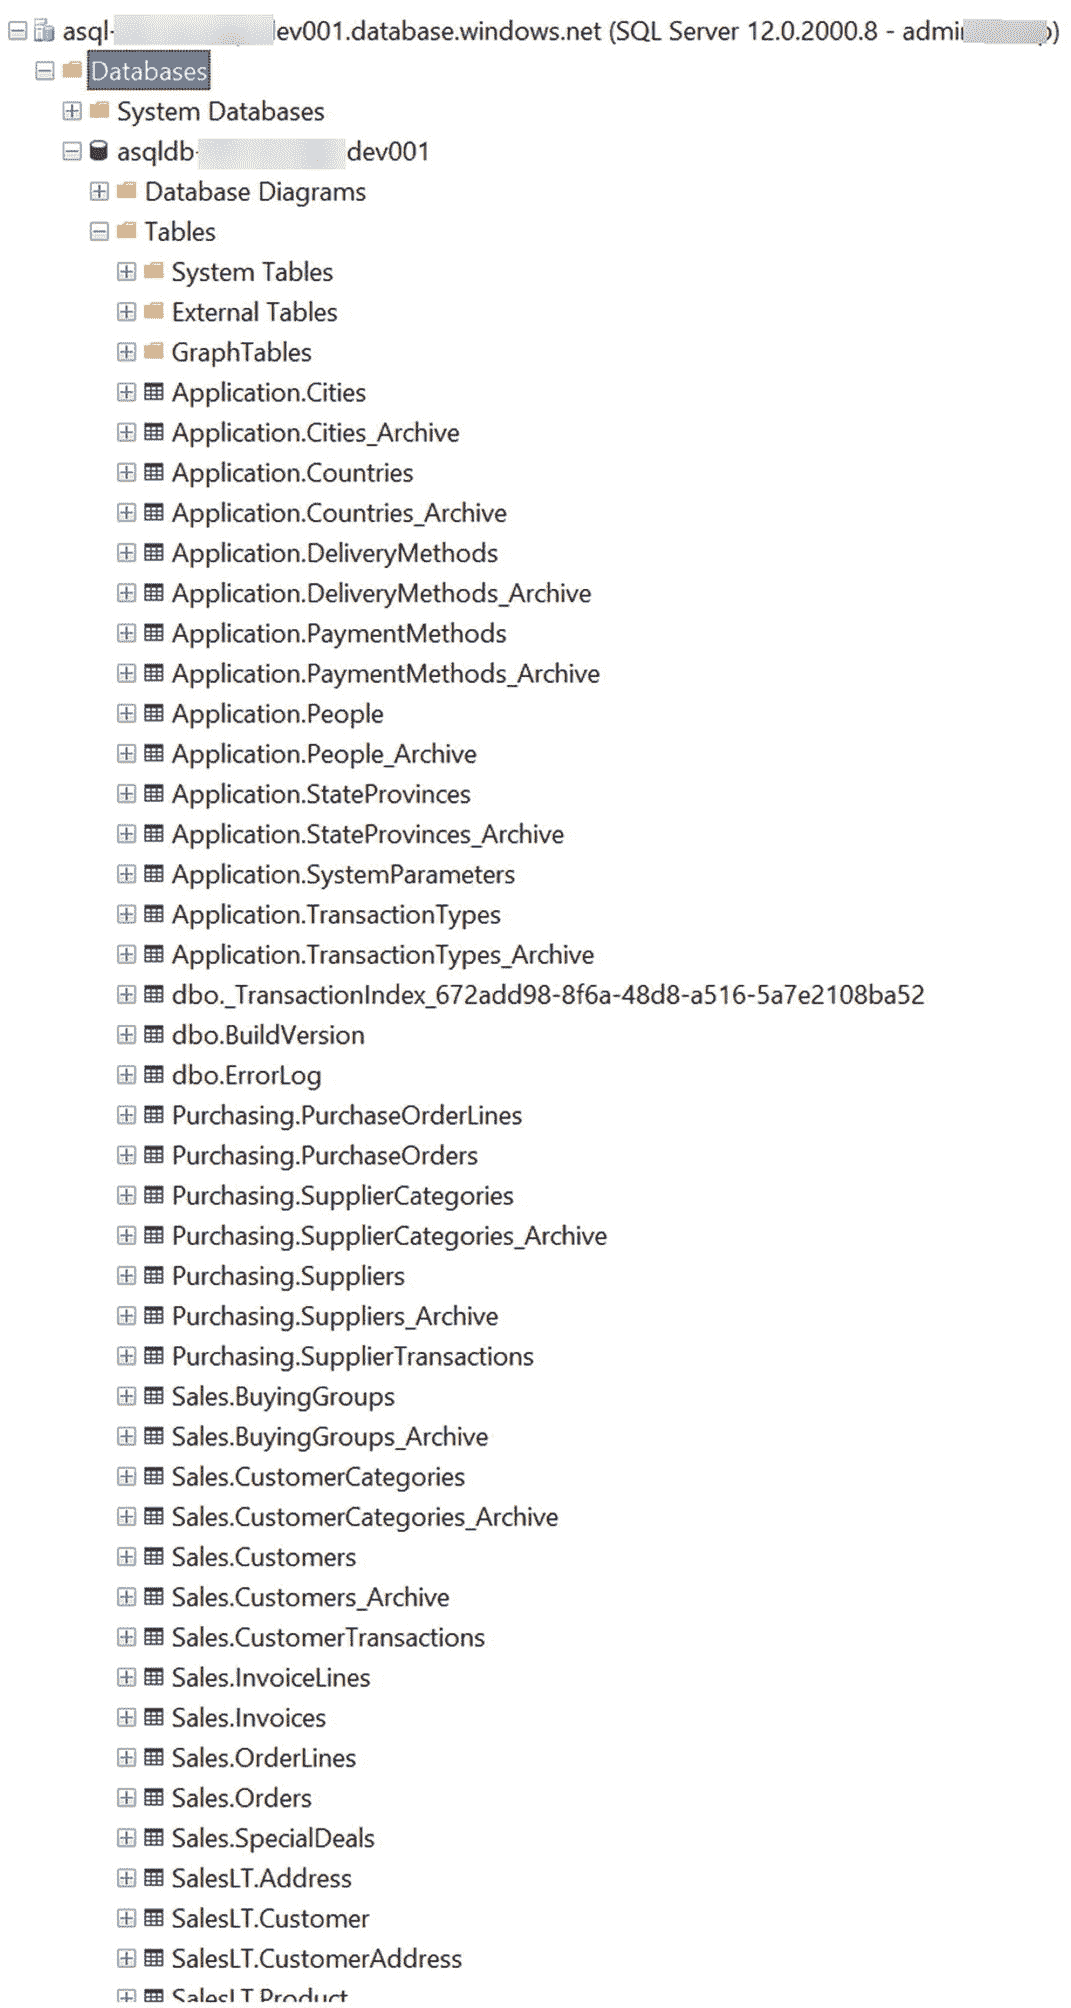 asql- ev001.database.windows.net (SQL Server 12.0.2000.8 - admi )
Databases
System Databases
asqldb- dev001
Database Diagrams
Tables
System Tables
External Tables
GraphTables
Application.Cities
Application.Cities_Archive
Application.Countries
Application.Countries_Archive
Application.DeliveryMethods
Application.DeliveryMethods_Archive
Application.PaymentMethods
Application.PaymentMethods_Archive
Application.People
Application.People_Archive
Application.StateProvinces
Application.StateProvinces_Archive
Application.SystemParameters
Application.TransactionTypes
Application.TransactionTypes_Archive
dbo._TransactionIndex_672add98-8f6a-48d8-a516-5a7e2108ba52
dbo.BuildVersion
dbo.ErrorLog
Purchasing.PurchaseOrderLines
Purchasing.PurchaseOrders
Purchasing.SupplierCategories
Purchasing.SupplierCategories_Archive
Purchasing.Suppliers
Purchasing.Suppliers_Archive
Purchasing.SupplierTransactions
Sales.BuyingGroups
Sales.BuyingGroups_Archive
Sales.CustomerCategories
Sales.CustomerCategories_Archive
Sales.Customers
Sales.Customers_Archive
Sales.CustomerTransactions
Sales.InvoiceLines
Sales.Invoices
Sales.OrderLines
Sales.Orders
Sales.SpecialDeals
SalesLT.Address
SalesLT.Customer
SalesLT.CustomerAddress
SalesLT.Product